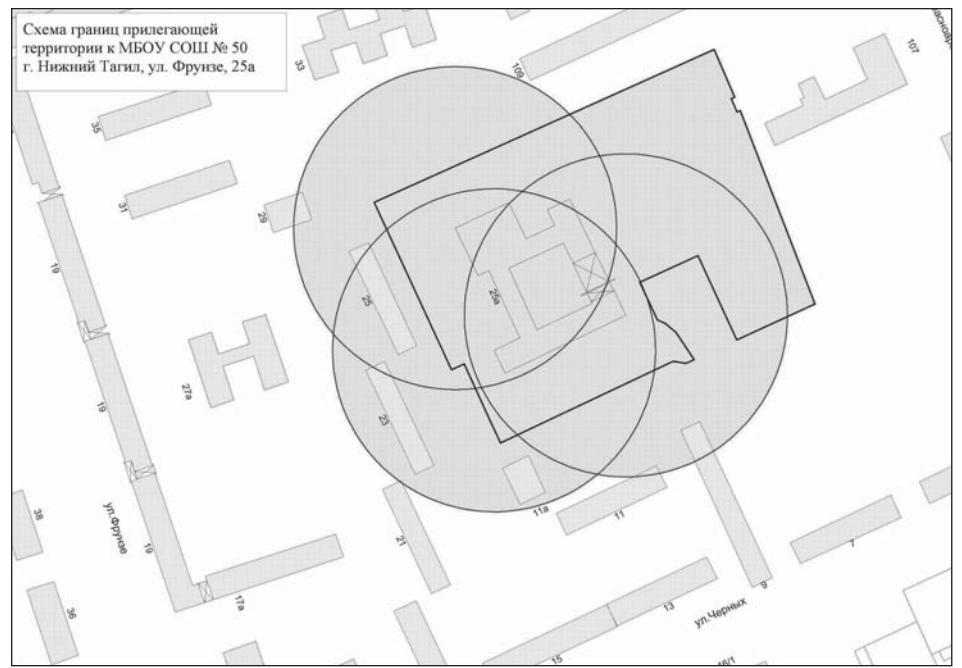 Схема границ прилегающей
территории к МБОУ СОШ № 50
г. Нижний Тагил, ул. Фрунзе, 25а
33
109
107
35
31
29
19
25
25а
27а
23
19
38
ул.Фрунзе
19
21
11а
11
7
9
17а
36
13
ул.Черных
15
16/1